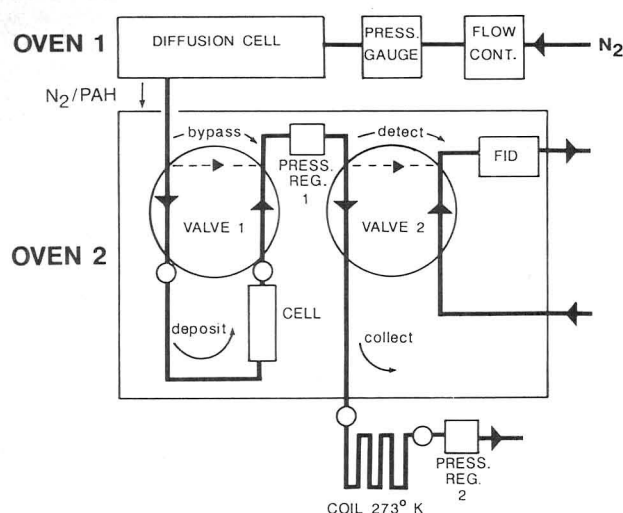 OVEN 1
DIFFUSION CELL
PRESS.
GAUGE
FLOW
CONT.
N₂
N₂/PAH
bypass
PRESS.
REG.
1
detect
FID
VALVE 1
VALVE 2
OVEN 2
CELL
deposit
collect
PRESS.
REG.
2
COIL 273° K